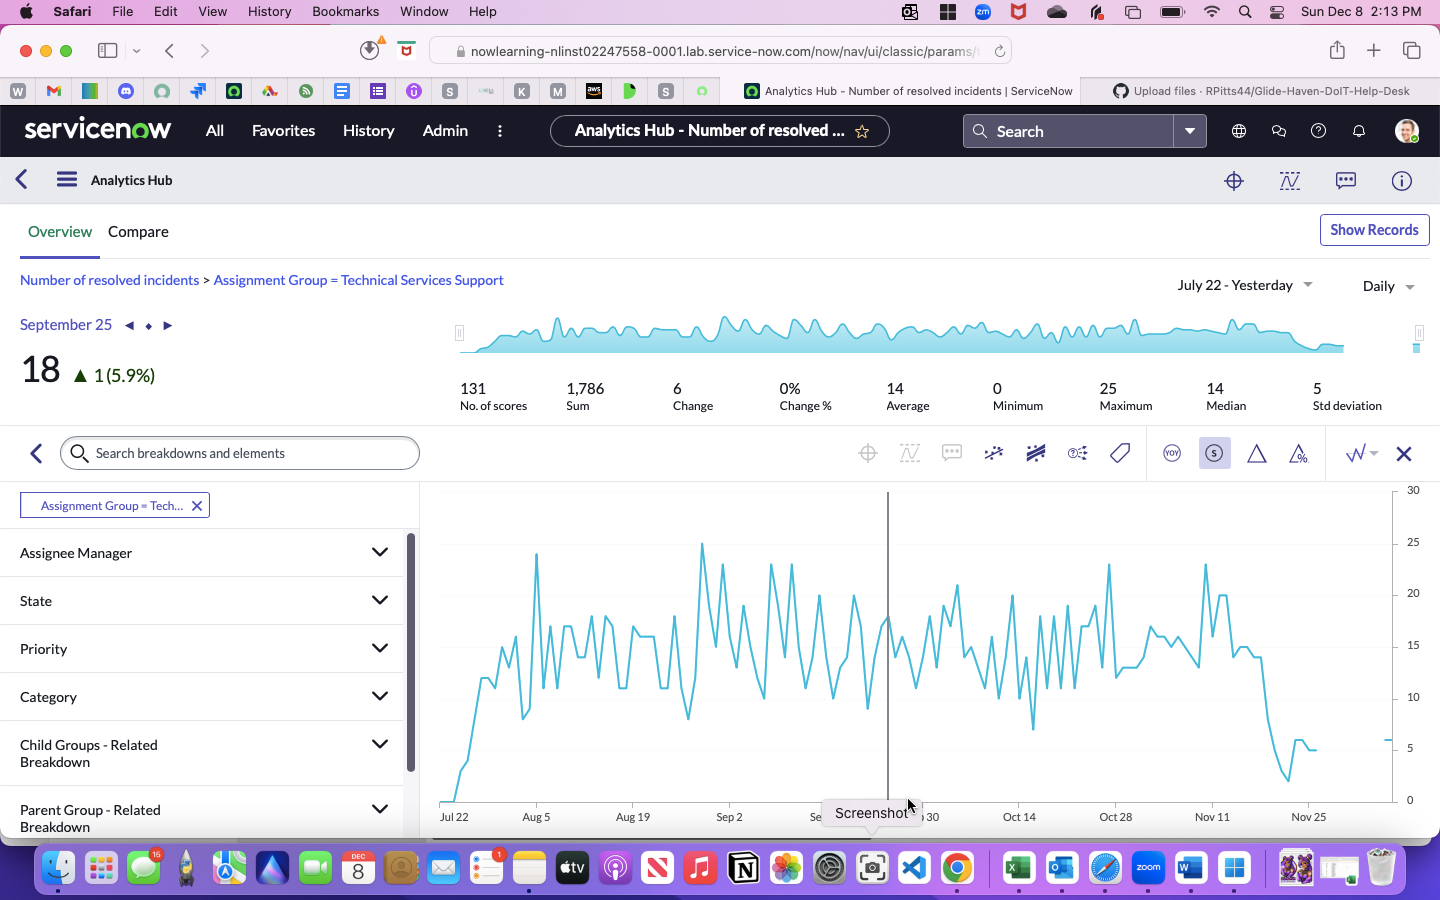 Safari File Edit View History Bookmarks Window Help
zm
Sun Dec 8 2:13 PM
nowlearning-nlinst02247558-0001.lab.service-now.com/now/nav/ui/classic/params/
W
S
K
M
aws
S
Analytics Hub - Number of resolved incidents | ServiceNow
Upload files · RPitts44/Glide-Haven-DoIT-Help-Desk
servicenow
All Favorites History Admin
Analytics Hub - Number of resolved ...
Search
Analytics Hub
Overview Compare
Show Records
Number of resolved incidents > Assignment Group = Technical Services Support
July 22 - Yesterday
Daily
September 25
18 ▲ 1 (5.9%)
131 1,786 6 0% 14 0 25 14 5
No. of scores Sum Change Change % Average Minimum Maximum Median Std deviation
Search breakdowns and elements
YOY
S
%
Assignment Group = Tech...
Assignee Manager
State
Priority
Category
Child Groups - Related
Breakdown
Parent Group - Related
Breakdown
30
25
20
15
10
5
0
Jul 22 Aug 5 Aug 19 Sep 2 Se 30 Oct 14 Oct 28 Nov 11 Nov 25
Screenshot
15
DEC
8
1
tv
N
zoom
W